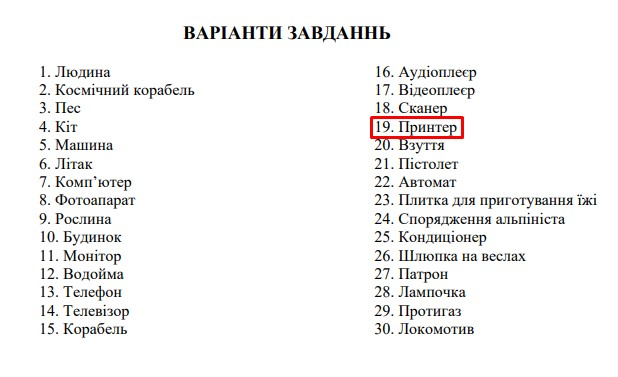 ВАРІАНТИ ЗАВДАННЬ
1. Людина
2. Космічний корабель
3. Пес
4. Кіт
5. Машина
6. Літак
7. Комп’ютер
8. Фотоапарат
9. Рослина
10. Будинок
11. Монітор
12. Водойма
13. Телефон
14. Телевізор
15. Корабель
16. Аудіоплеєр
17. Відеоплеєр
18. Сканер
19. Принтер
20. Взуття
21. Пістолет
22. Автомат
23. Плитка для приготування їжі
24. Спорядження альпініста
25. Кондиціонер
26. Шлюпка на веслах
27. Патрон
28. Лампочка
29. Протигаз
30. Локомотив